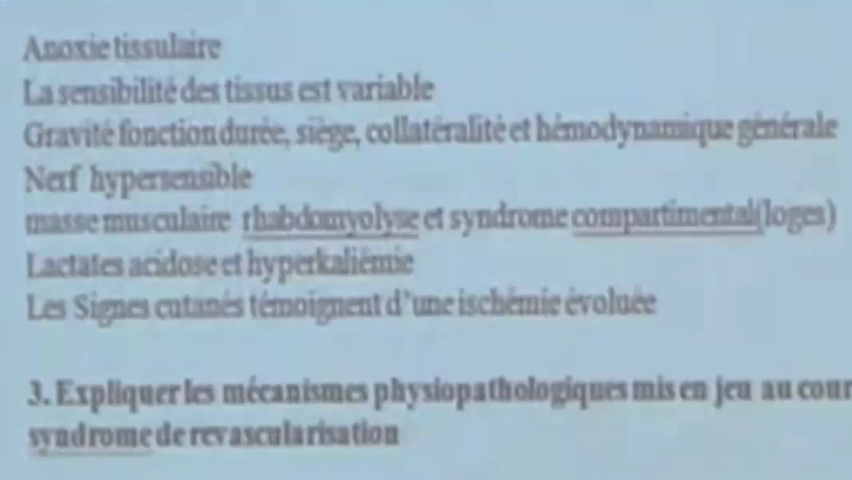 Anoxie tissulaire
La sensibilité des tissus est variable
Gravité fonction durée, siège, collatéralité et hémodynamique générale
Nerf hypersensible
masse musculaire rhabdomyolyse et syndrome compartimental(loges)
Lactates acidose et hyperkaliémie
Les Signes cutanés témoignent d'une ischémie évoluée
3. Expliquer les mécanismes physiopathologiques mis en jeu au cour
syndrome de revascularisation